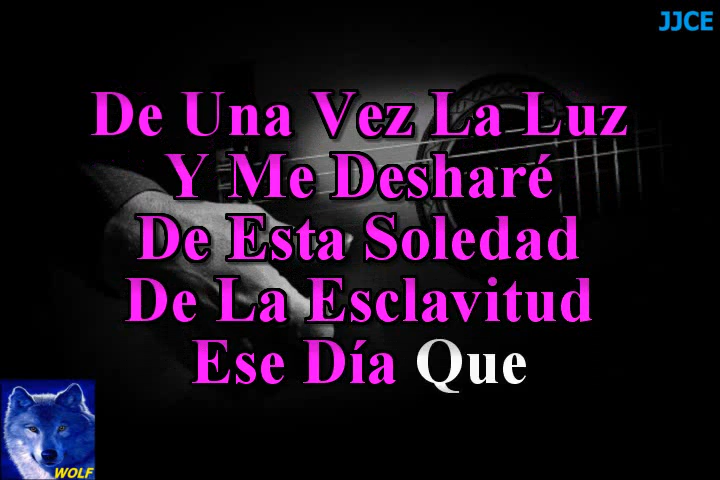 JJCE
De Una Vez La Luz
Y Me Desharé
De Esta Soledad
De La Esclavitud
Ese Día Que
WOLF